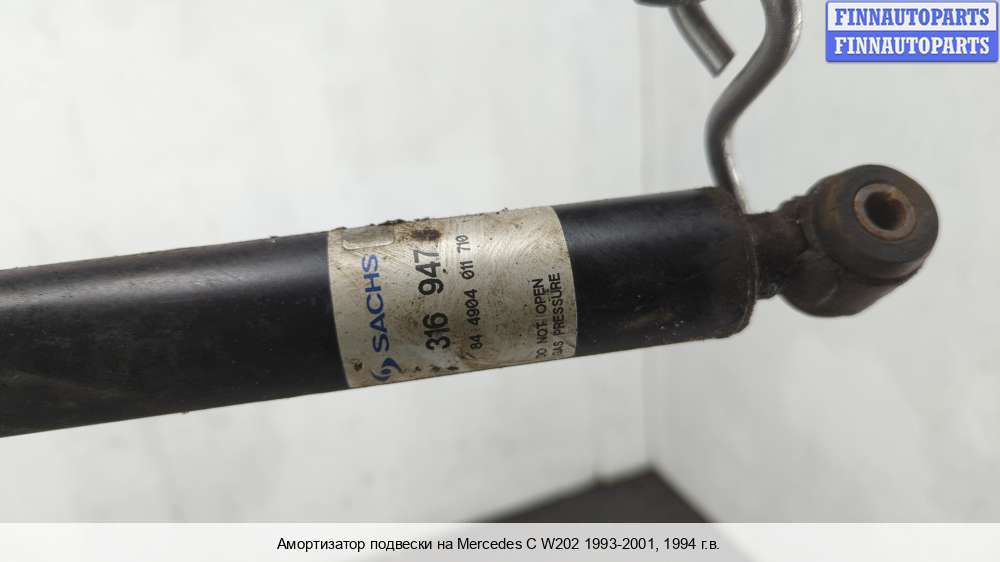 FINNAUTOPARTS
FINNAUTOPARTS
SACHS
316 947
84 4904 011 710
DO NOT OPEN
GAS PRESSURE
Амортизатор подвески на Mercedes C W202 1993-2001, 1994 г.в.